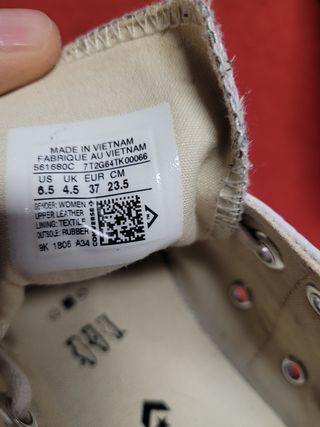 MADE IN VIETNAM
FABRIQUE AU VIETNAM
561680C 7T2G64TK00066
US UK EUR CM
6.5 4.5 37 23.5
GENDER: WOMEN
UPPER: LEATHER
LINING: TEXTILE
OUTSOLE: RUBBER
9K 1B05 A34